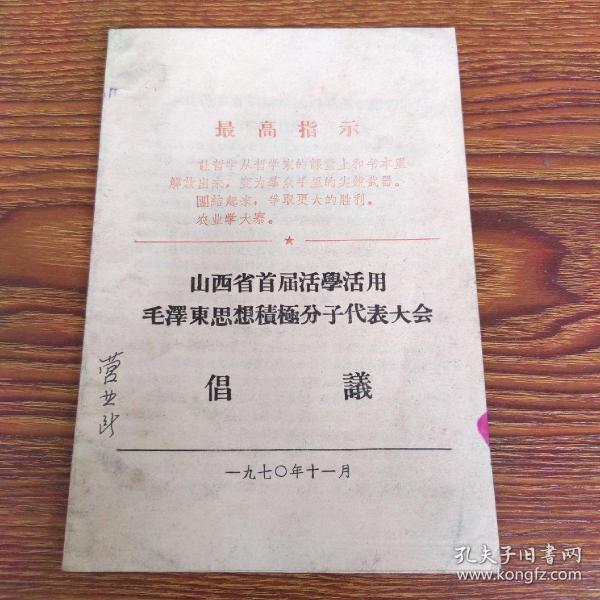 最高指示
让哲学从哲学家的课堂上和书本里
解放出来，变为群众手里的尖锐武器。
團结起来，争取更大的胜利。
农业学大寨。
山西省首届活學活用
毛澤東思想積極分子代表大会
倡議
营业
一九七〇年十一月
孔夫子旧书网
www.kongfz.com